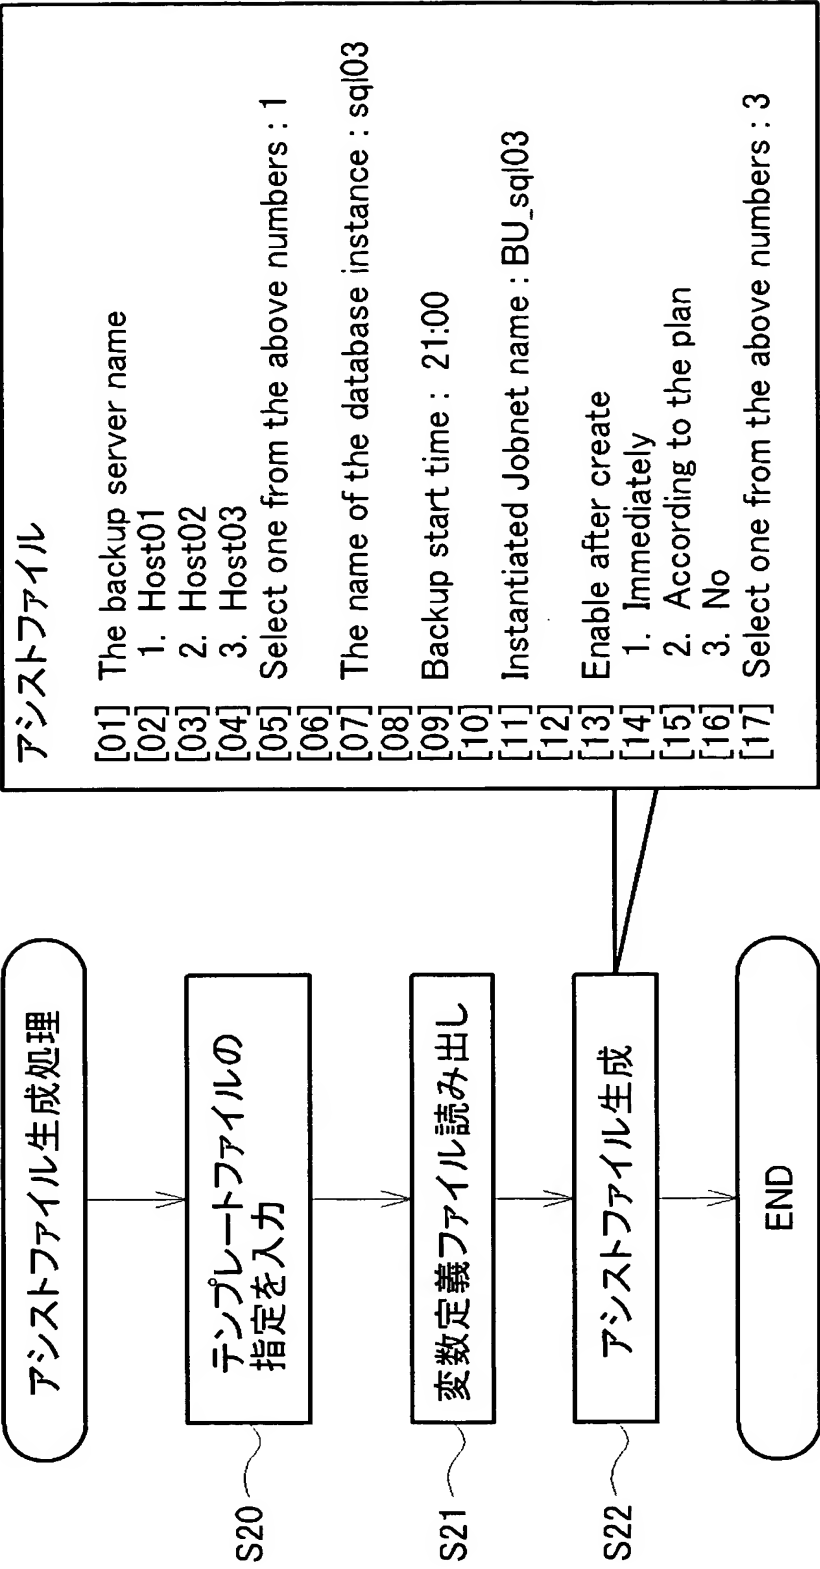 アシストファイル生成処理
S20
テンプレートファイルの
指定を入力
S21
変数定義ファイル読み出し
S22
アシストファイル生成
END
アシストファイル
[01] The backup server name
[02] 1. Host01
[03] 2. Host02
[04] 3. Host03
[05] Select one from the above numbers : 1
[06]
[07] The name of the database instance : sql03
[08]
[09] Backup start time : 21:00
[10]
[11] Instantiated Jobnet name : BU_sql03
[12]
[13] Enable after create
[14] 1. Immediately
[15] 2. According to the plan
[16] 3. No
[17] Select one from the above numbers : 3